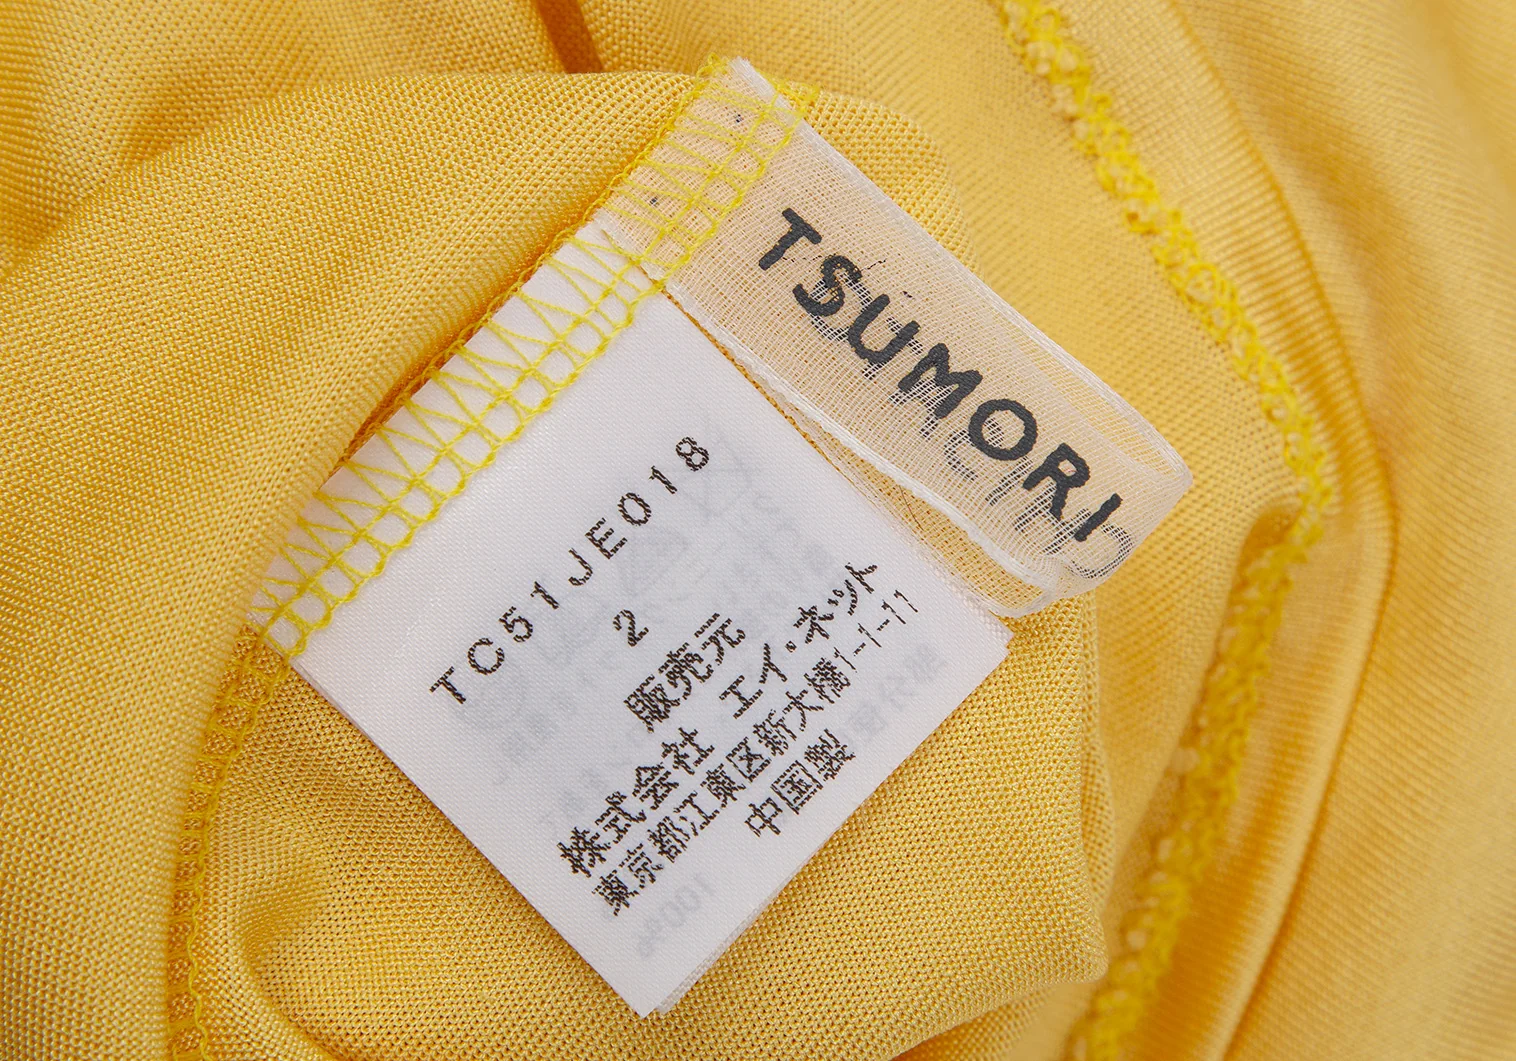 TSUMORI
TC51JE018
2
販売元
株式会社 エイ・ネット
東京都江東区新大橋1-1-11
中国製